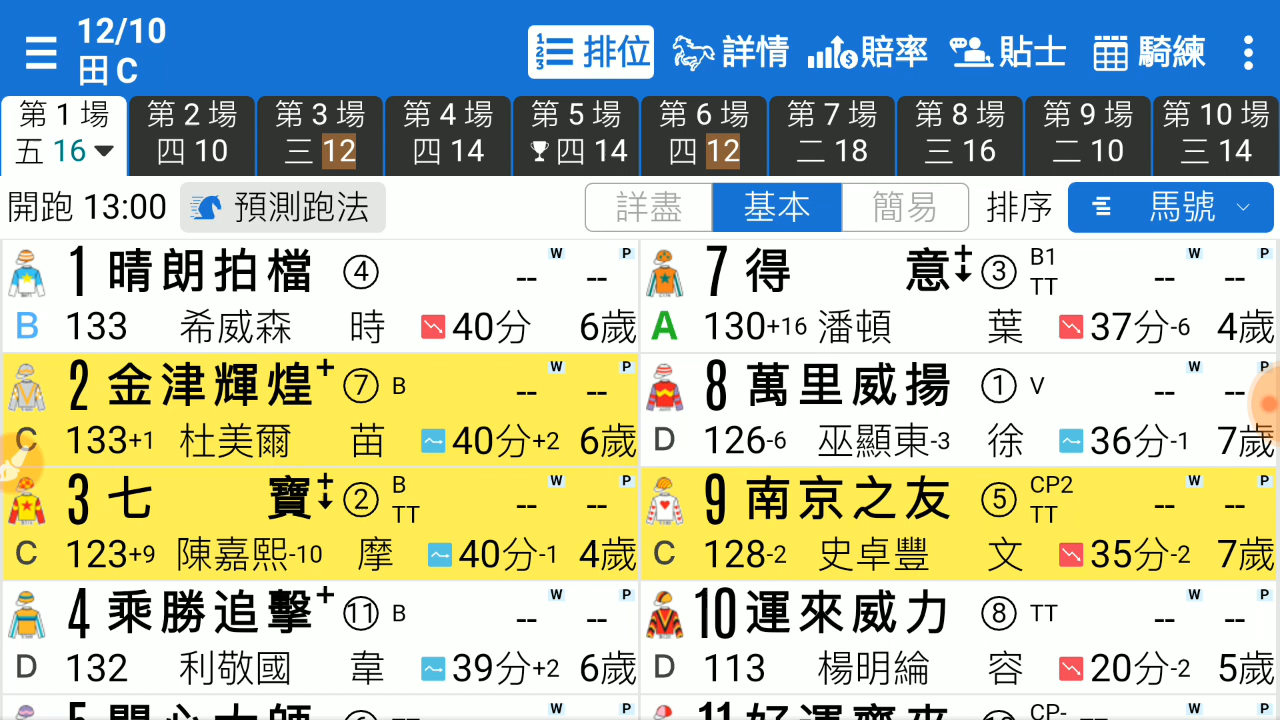 12/10
田 C
排位 詳情 賠率 貼士 騎練
第 1 場 第 2 場 第 3 場 第 4 場 第 5 場 第 6 場 第 7 場 第 8 場 第 9 場 第 10 場
五 16 四 10 三 12 四 14 四 14 四 12 二 18 三 16 二 10 三 14
開跑 13:00 預測跑法 詳盡 基本 簡易 排序 馬號
1 晴朗拍檔 ④ W P
-- --
B 133 希威森 時 40分 6歲
2 金津輝煌+ ⑦ B W P
-- --
C 133+1 杜美爾 苗 40分+2 6歲
3 七寶+ ② B W P
TT -- --
C 123+9 陳嘉熙-10 摩 40分-1 4歲
4 乘勝追擊+ ⑪ B W P
-- --
D 132 利敬國 韋 39分+2 6歲
W P
7 得意+ ③ B1 W P
TT -- --
A 130+16 潘頓 葉 37分-6 4歲
8 萬里威揚 ① V W P
-- --
D 126-6 巫顯東-3 徐 36分-1 7歲
9 南京之友 ⑤ CP2 W P
TT -- --
C 128-2 史卓豐 文 35分-2 7歲
10 運來威力 ⑧ TT W P
-- --
D 113 楊明綸 容 20分-2 5歲
CP- W P